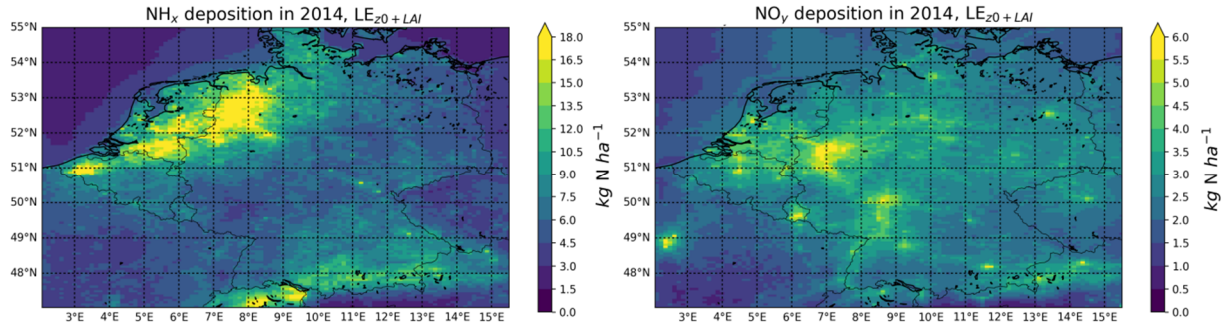 NHx deposition in 2014, LEz0+LAI
55°N
54°N
53°N
52°N
51°N
50°N
49°N
48°N
3°E 4°E 5°E 6°E 7°E 8°E 9°E 10°E 11°E 12°E 13°E 14°E 15°E
18.0
16.5
15.0
13.5
12.0
10.5
9.0
7.5
6.0
4.5
3.0
1.5
kg N ha⁻¹
NOy deposition in 2014, LEz0+LAI
55°N
54°N
53°N
52°N
51°N
50°N
49°N
48°N
3°E 4°E 5°E 6°E 7°E 8°E 9°E 10°E 11°E 12°E 13°E 14°E 15°E
6.0
5.5
5.0
4.5
4.0
3.5
3.0
2.5
2.0
1.5
1.0
0.5
0.0
kg N ha⁻¹